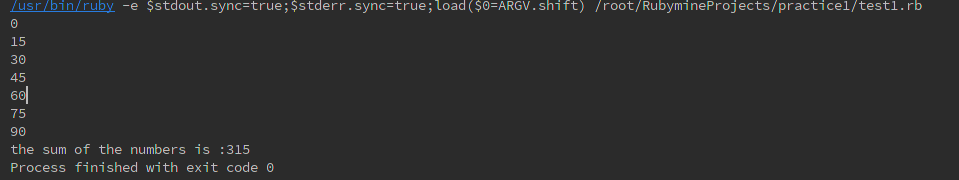 /usr/bin/ruby -e $stdout.sync=true;$stderr.sync=true;load($0=ARGV.shift) /root/RubymineProjects/practice1/test1.rb
0
15
30
45
60
75
90
the sum of the numbers is :315
Process finished with exit code 0